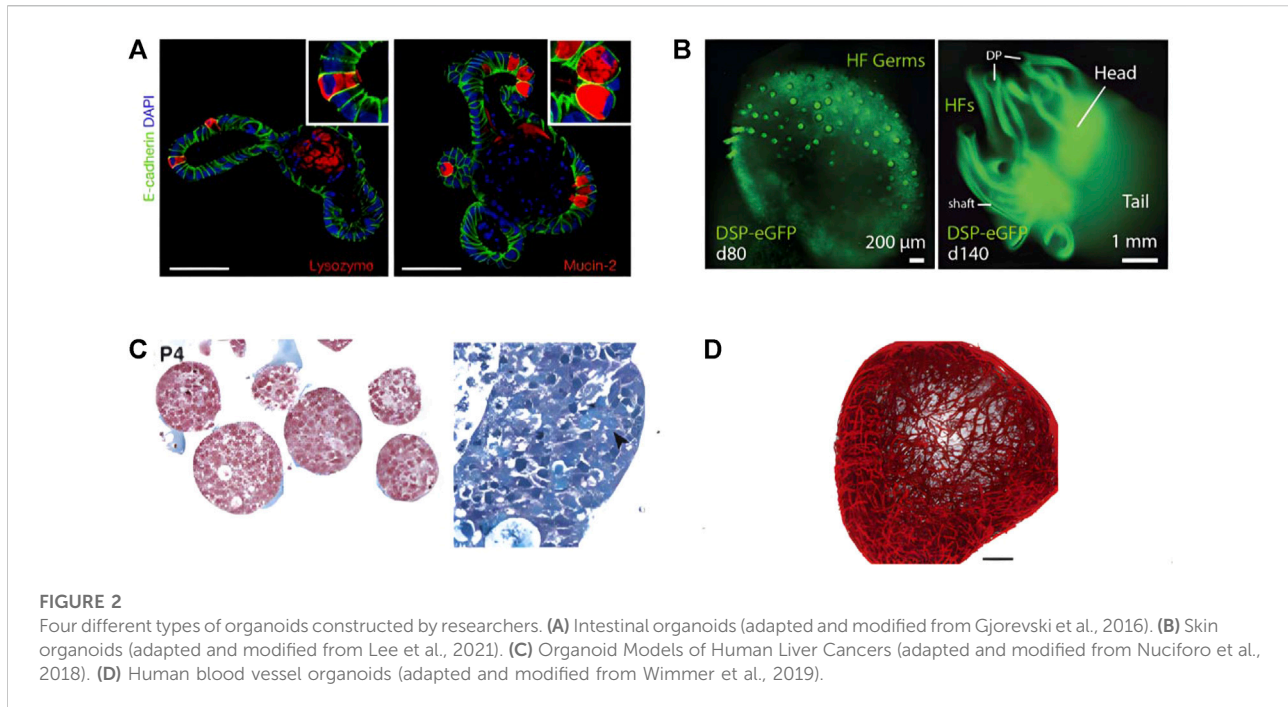 A
E-cadherin DAPI
Lysozyme
Mucin-2
B
HF Germs
DSP-eGFP
d80
200 µm
DP
Head
HFs
shaft
Tail
DSP-eGFP
d140
1 mm
C
P4
D
FIGURE 2
Four different types of organoids constructed by researchers. (A) Intestinal organoids (adapted and modified from Gjorevski et al., 2016). (B) Skin
organoids (adapted and modified from Lee et al., 2021). (C) Organoid Models of Human Liver Cancers (adapted and modified from Nuciforo et al.,
2018). (D) Human blood vessel organoids (adapted and modified from Wimmer et al., 2019).